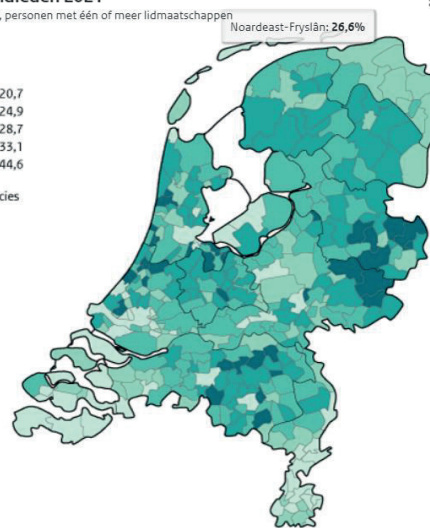 , personen met één of meer lidmaatschappen
Noardeast-Fryslân: 26,6%
20,7
24,9
28,7
33,1
44,6
cies